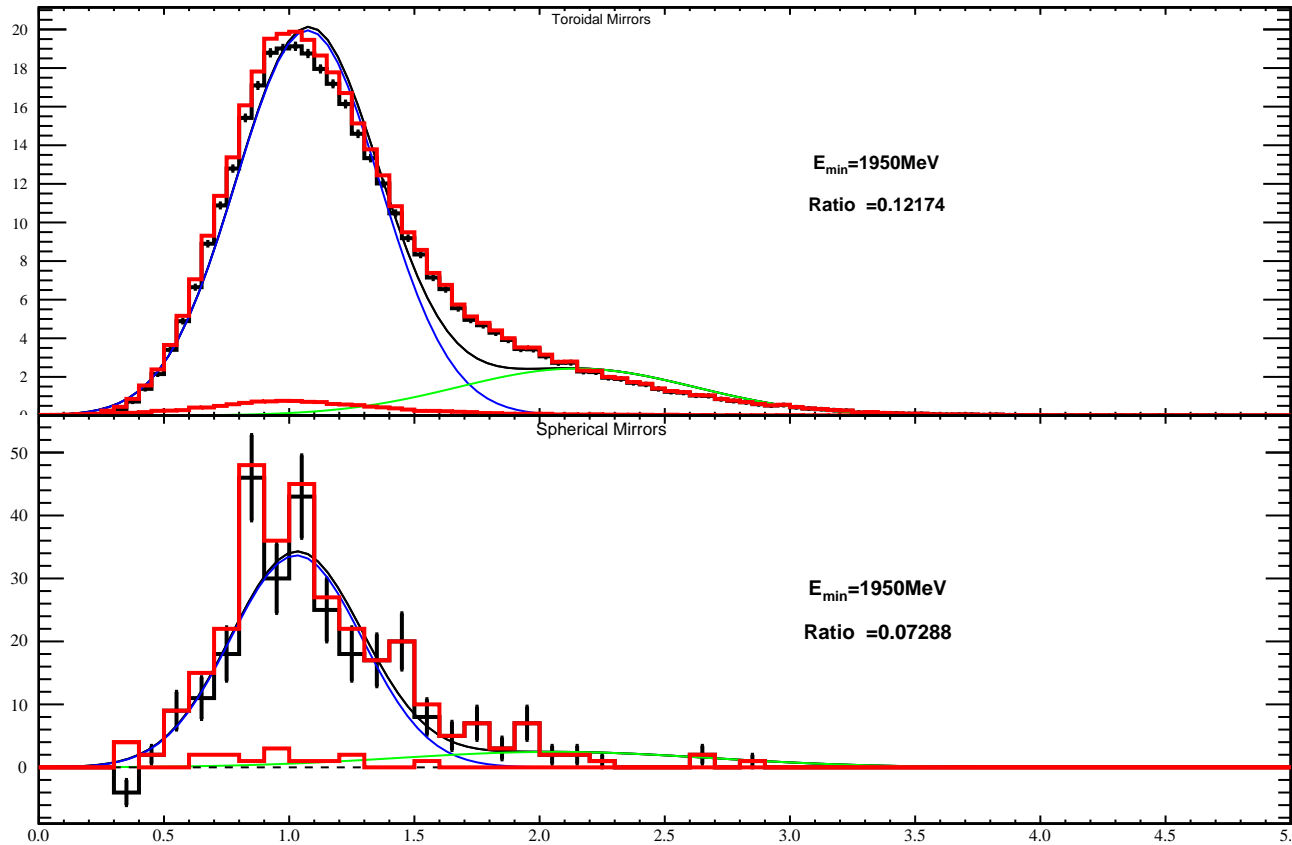 Toroidal Mirrors
20
18
16
14
12
10
8
6
4
2
0
E_min=1950MeV
Ratio =0.12174
Spherical Mirrors
50
40
30
20
10
0
E_min=1950MeV
Ratio =0.07288
0.0 0.5 1.0 1.5 2.0 2.5 3.0 3.5 4.0 4.5 5.